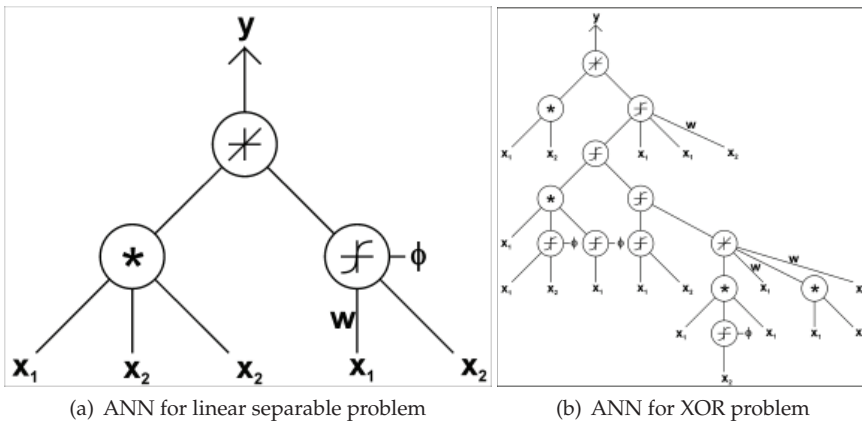 y
*
ϕ
w
x₁ x₂ x₂ x₁ x₂
(a) ANN for linear separable problem
y
*
w
x₁ x₂ x₁ x₁ x₂
*
x₁ ϕ ϕ
w w
x₁ x₂ x₁ x₁ x₂ x₁ x
* *
x₁ ϕ x₁ x₁ x
x₂
(b) ANN for XOR problem